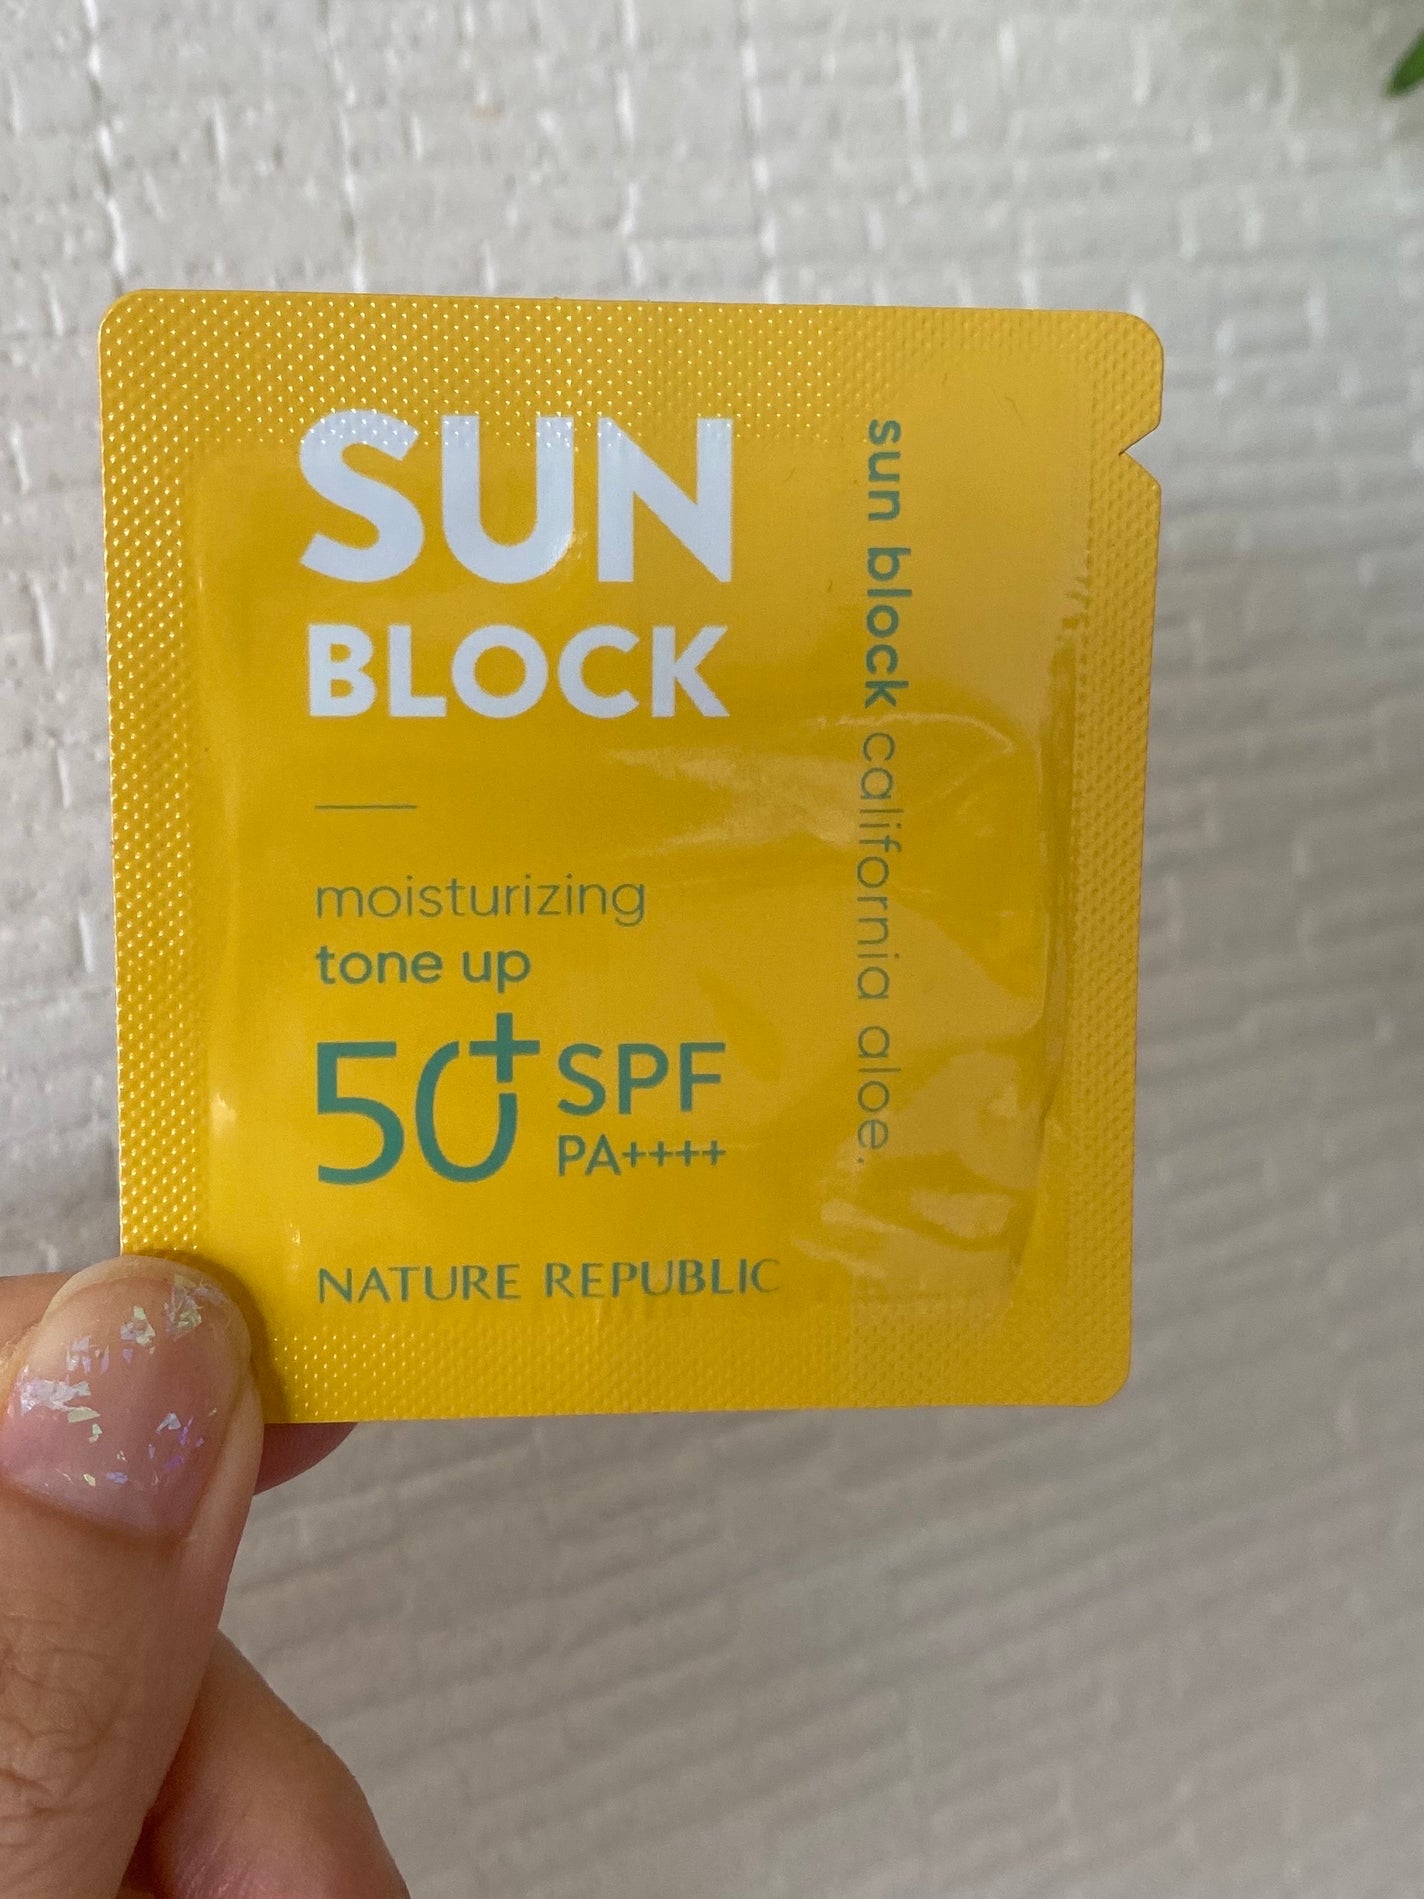 SUN
BLOCK
moisturizing
tone up
50+ SPF
PA++++
NATURE REPUBLIC
sun block california aloe.